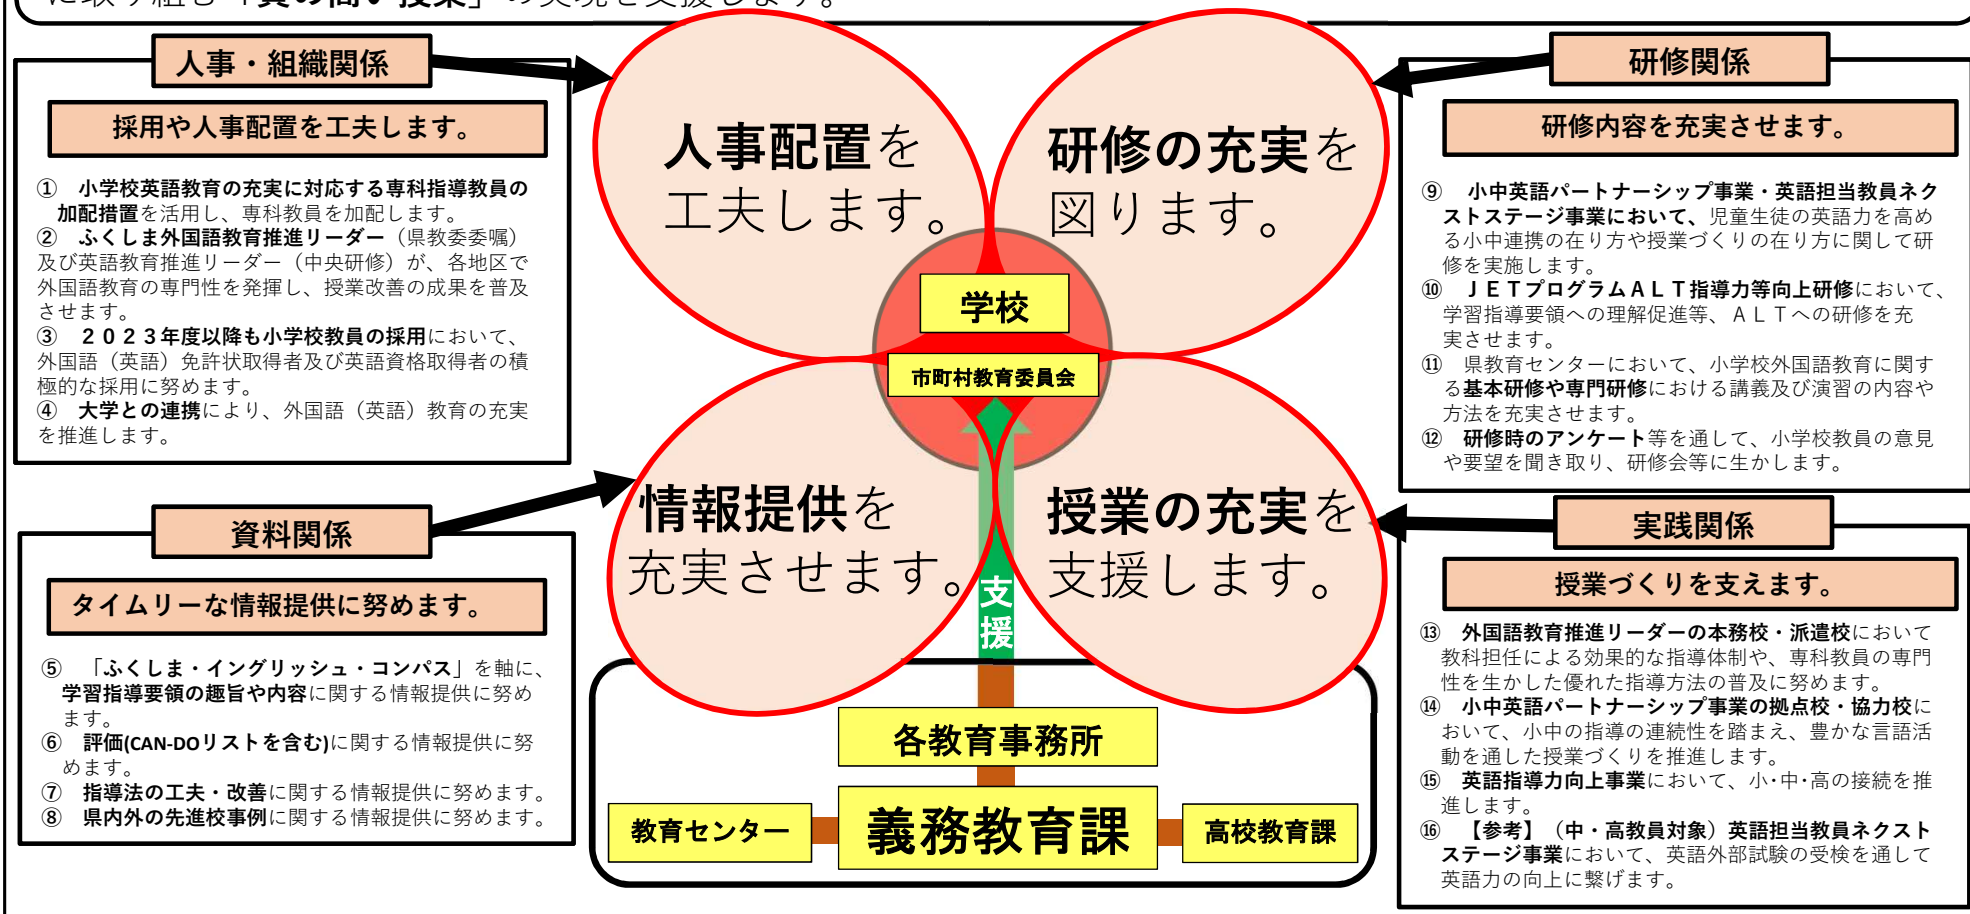 に取り組む「質の高い授業」の実現を支援します。
人事・組織関係
採用や人事配置を工夫します。
① 小学校英語教育の充実に対応する専科指導教員の
加配措置を活用し、専科教員を加配します。
② ふくしま外国語教育推進リーダー（県教委委嘱）
及び英語教育推進リーダー（中央研修）が、各地区で
外国語教育の専門性を発揮し、授業改善の成果を普及
させます。
③ ２０２３年度以降も小学校教員の採用において、
外国語（英語）免許状取得者及び英語資格取得者の積
極的な採用に努めます。
④ 大学との連携により、外国語（英語）教育の充実
を推進します。
資料関係
タイムリーな情報提供に努めます。
⑤ 「ふくしま・イングリッシュ・コンパス」を軸に、
学習指導要領の趣旨や内容に関する情報提供に努め
ます。
⑥ 評価(CAN-DOリストを含む)に関する情報提供に努
めます。
⑦ 指導法の工夫・改善に関する情報提供に努めます。
⑧ 県内外の先進校事例に関する情報提供に努めます。
人事配置を
工夫します。
研修の充実を
図ります。
学校
市町村教育委員会
情報提供を
充実させます。
授業の充実を
支援します。
支援
各教育事務所
教育センター
義務教育課
高校教育課
研修関係
研修内容を充実させます。
⑨ 小中英語パートナーシップ事業・英語担当教員ネク
ストステージ事業において、児童生徒の英語力を高め
る小中連携の在り方や授業づくりの在り方に関して研
修を実施します。
⑩ ＪＥＴプログラムＡＬＴ指導力等向上研修において、
学習指導要領への理解促進等、ＡＬＴへの研修を充
実させます。
⑪ 県教育センターにおいて、小学校外国語教育に関す
る基本研修や専門研修における講義及び演習の内容や
方法を充実させます。
⑫ 研修時のアンケート等を通して、小学校教員の意見
や要望を聞き取り、研修会等に生かします。
実践関係
授業づくりを支えます。
⑬ 外国語教育推進リーダーの本務校・派遣校において
教科担任による効果的な指導体制や、専科教員の専門
性を生かした優れた指導方法の普及に努めます。
⑭ 小中英語パートナーシップ事業の拠点校・協力校に
おいて、小中の指導の連続性を踏まえ、豊かな言語活
動を通した授業づくりを推進します。
⑮ 英語指導力向上事業において、小・中・高の接続を推
進します。
⑯ 【参考】（中・高教員対象）英語担当教員ネクスト
ステージ事業において、英語外部試験の受検を通して
英語力の向上に繋げます。